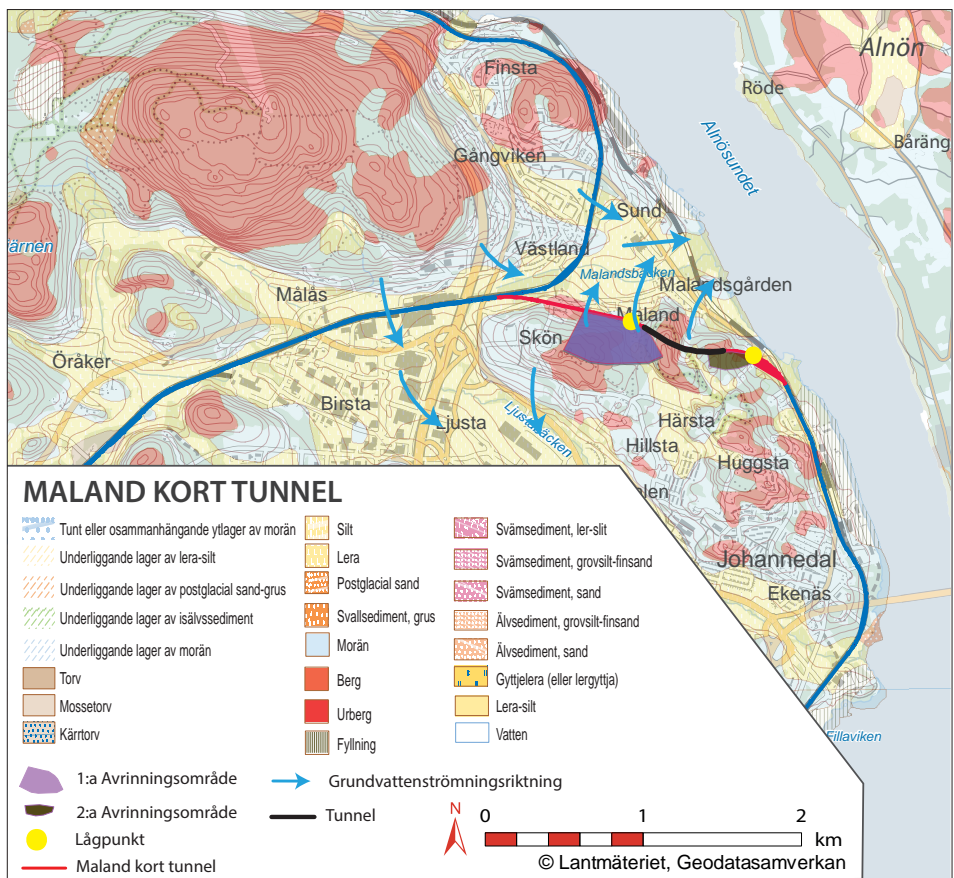 Alnön
Finsta
Röde
Alnösundet
Båräng
Gångviken
Sund
ärnen
Västland
Malandsbäcken
Malandsgården
Målås
Maland
Skön
Öråker
Birsta
Ljusta
Ljustabäcken
Härsta
Hillsta
Huggsta
elen
Johannedal
Ekenäs
Fillaviken
MALAND KORT TUNNEL
Tunt eller osammanhängande ytlager av morän
Underliggande lager av lera-silt
Underliggande lager av postglacial sand-grus
Underliggande lager av isälvssediment
Underliggande lager av morän
Torv
Mossetorv
Kärrtorv
Silt
Lera
Postglacial sand
Svallsediment, grus
Morän
Berg
Urberg
Fyllning
Svämsediment, ler-slit
Svämsediment, grovsilt-finsand
Svämsediment, sand
Älvsediment, grovsilt-finsand
Älvsediment, sand
Gyttjelera (eller lergyttja)
Lera-silt
Vatten
1:a Avrinningsområde
2:a Avrinningsområde
Lågpunkt
Maland kort tunnel
Grundvattenströmningsriktning
Tunnel
N
0 1 2
km
© Lantmäteriet, Geodatasamverkan